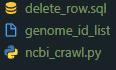 delete_row.sql
genome_id_list
ncbi_crawl.py